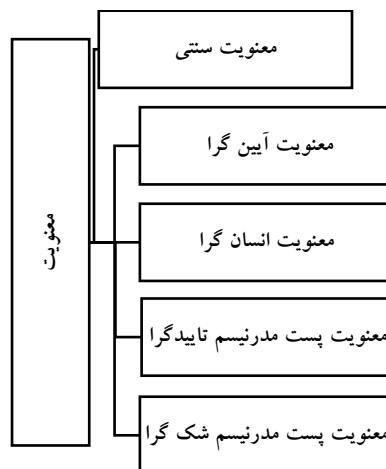 معنویت سنتی
معنویت آیین گرا
معنویت
معنویت انسان گرا
معنویت پست مدرنیسم تاییدگرا
معنویت پست مدرنیسم شک گرا